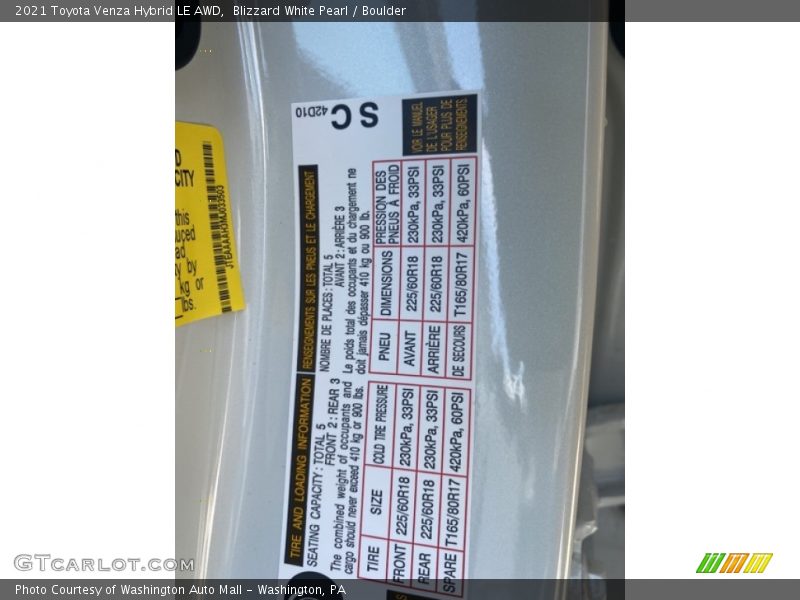 2021 Toyota Venza Hybrid LE AWD, Blizzard White Pearl / Boulder
CITY
this
by
kg or
lbs.
TIRE AND LOADING INFORMATION
RENSEIGNEMENTS SUR LES PNEUS ET LE CHARGEMENT
SEATING CAPACITY : TOTAL 5
FRONT 2 : REAR 3
The combined weight of occupants and
cargo should never exceed 410 kg or 900 lbs.
NOMBRE DE PLACES : TOTAL 5
AVANT 2 : ARRIÈRE 3
Le poids total des occupants et du chargement ne
doit jamais dépasser 410 kg ou 900 lb.
TIRE SIZE COLD TIRE PRESSURE
FRONT 225/60R18 230kPa, 33PSI
REAR 225/60R18 230kPa, 33PSI
SPARE T165/80R17 420kPa, 60PSI
PNEU DIMENSIONS PRESSION DES
PNEUS À FROID
AVANT 225/60R18 230kPa, 33PSI
ARRIÈRE 225/60R18 230kPa, 33PSI
DE SECOURS T165/80R17 420kPa, 60PSI
42D10
SC
VOIR LE MANUEL
DE L'USAGER
POUR PLUS DE
RENSEIGNEMENTS
GTcarlot.com
Photo Courtesy of Washington Auto Mall - Washington, PA